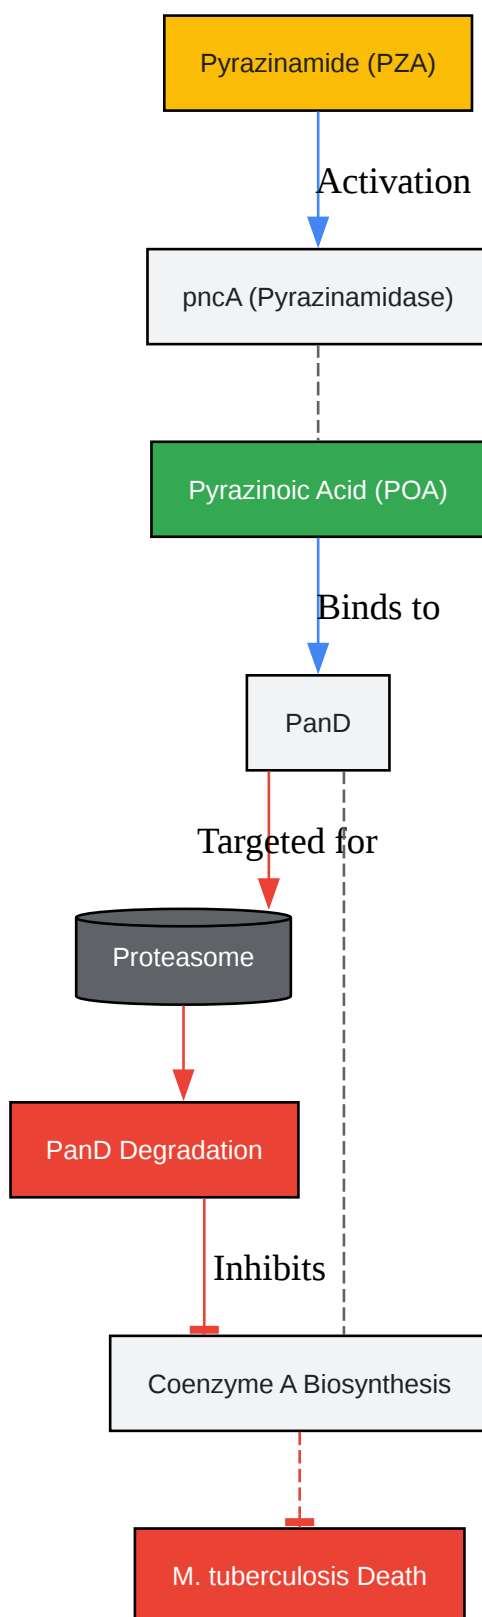 Pyrazinamide (PZA)
Activation
pncA (Pyrazinamidase)
Pyrazinoic Acid (POA)
Binds to
PanD
Targeted for
Proteasome
PanD Degradation
Inhibits
Coenzyme A Biosynthesis
M. tuberculosis Death